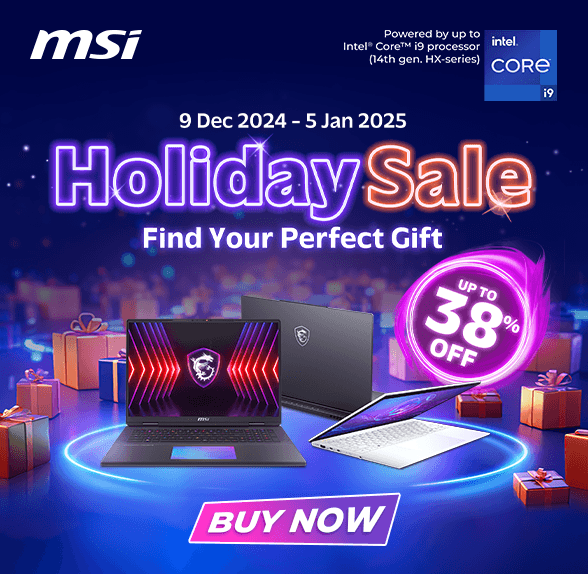 msi
Powered by up to
Intel® Core™ i9 processor
(14th gen. HX-series)
intel.
CORE
i9
9 Dec 2024 - 5 Jan 2025
Holiday Sale
Find Your Perfect Gift
UP TO
38%
OFF
msi
BUY NOW